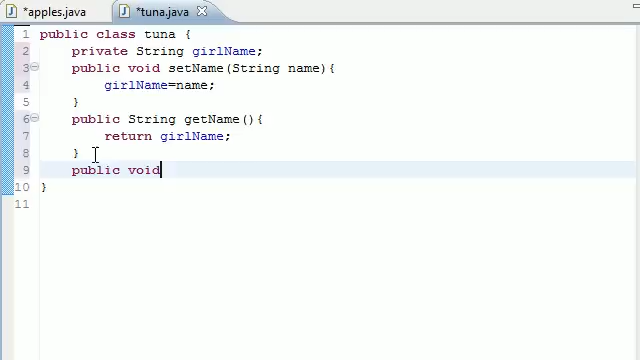 *apples.java *tuna.java
1 public class tuna {
2 private String girlName;
3 public void setName(String name){
4 girlName=name;
5 }
6 public String getName(){
7 return girlName;
8 }
9 public void
10 }
11